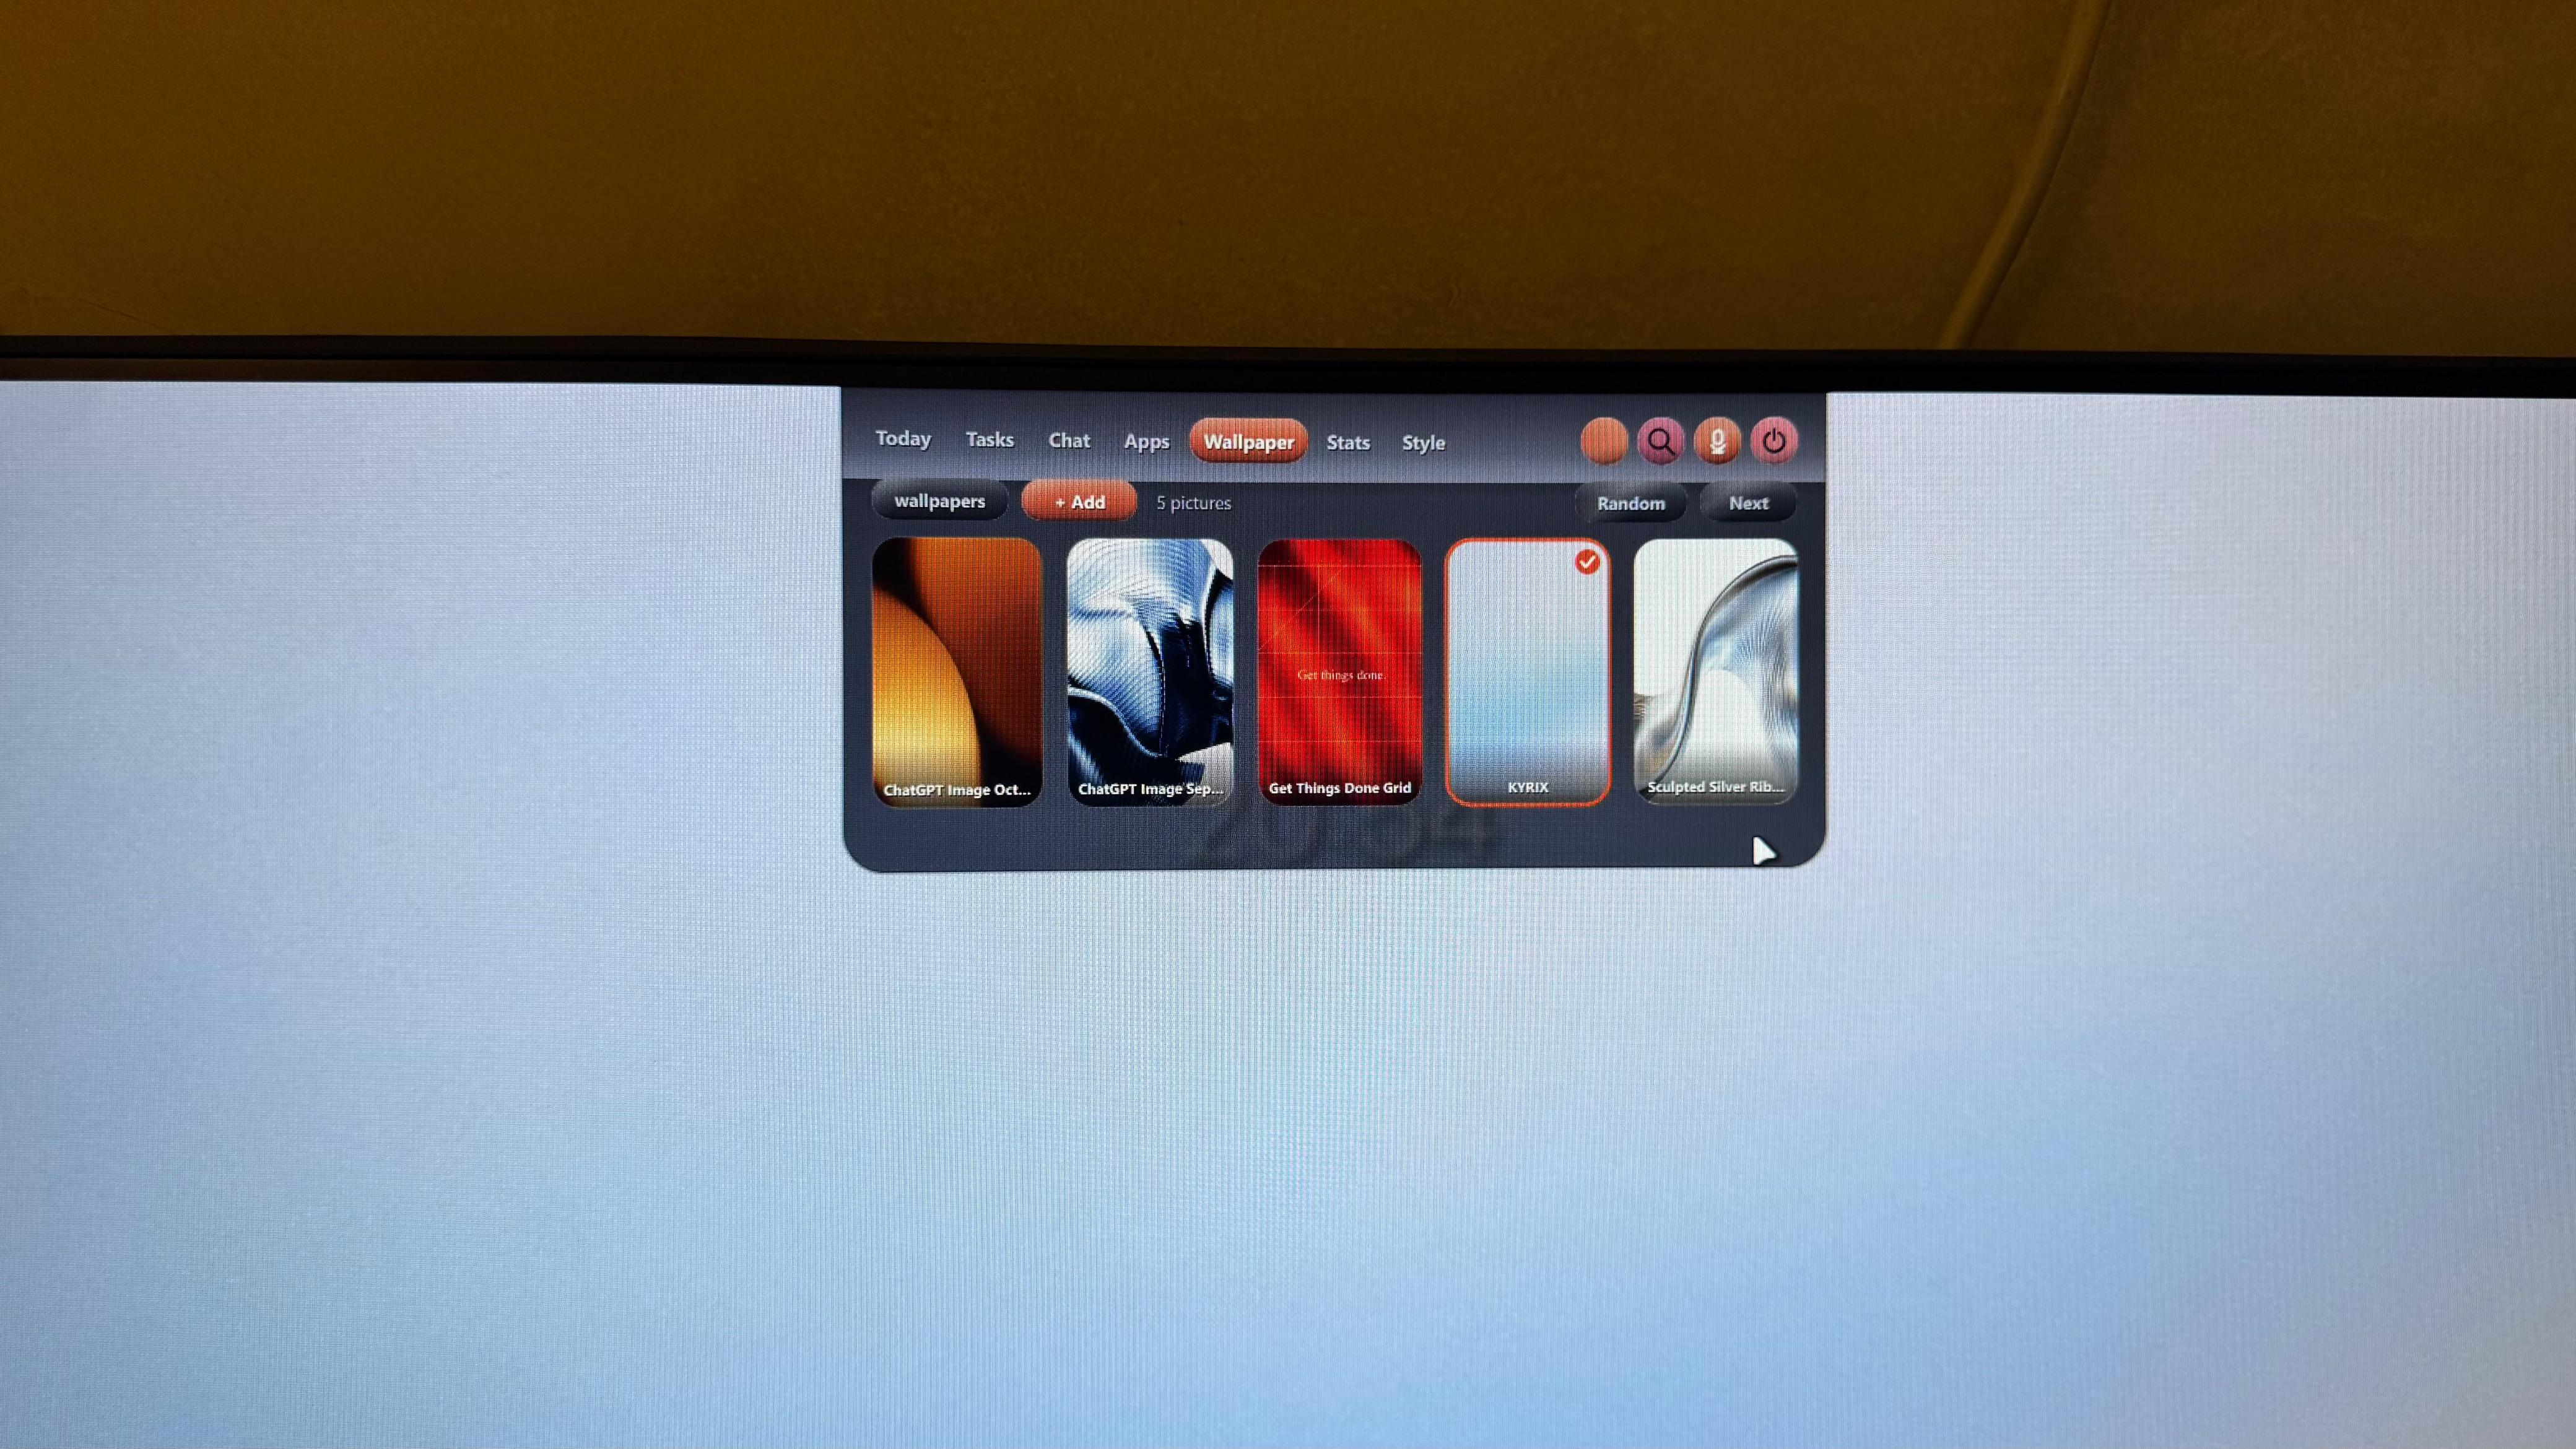 Today Tasks Chat Apps Wallpaper Stats Style
wallpapers + Add 5 pictures Random Next
Get things done.
ChatGPT Image Oct... ChatGPT Image Sep... Get Things Done Grid KYRIX Sculpted Silver Rib...